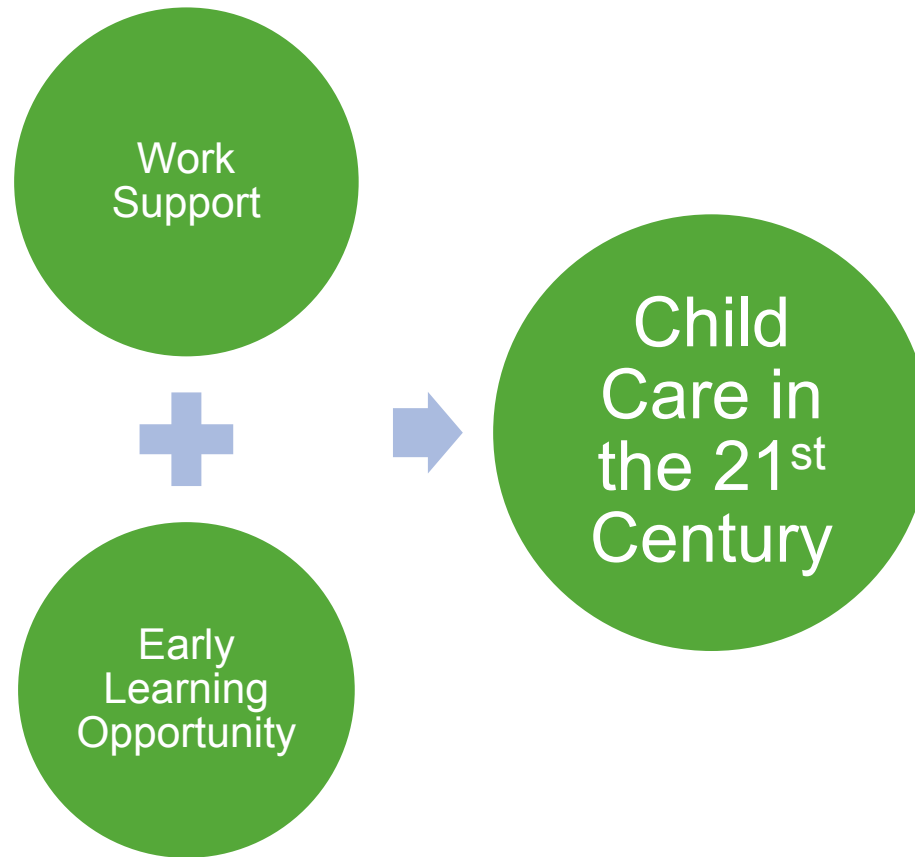 Work
Support
Child
Care in
the 21st
Century
Early
Learning
Opportunity